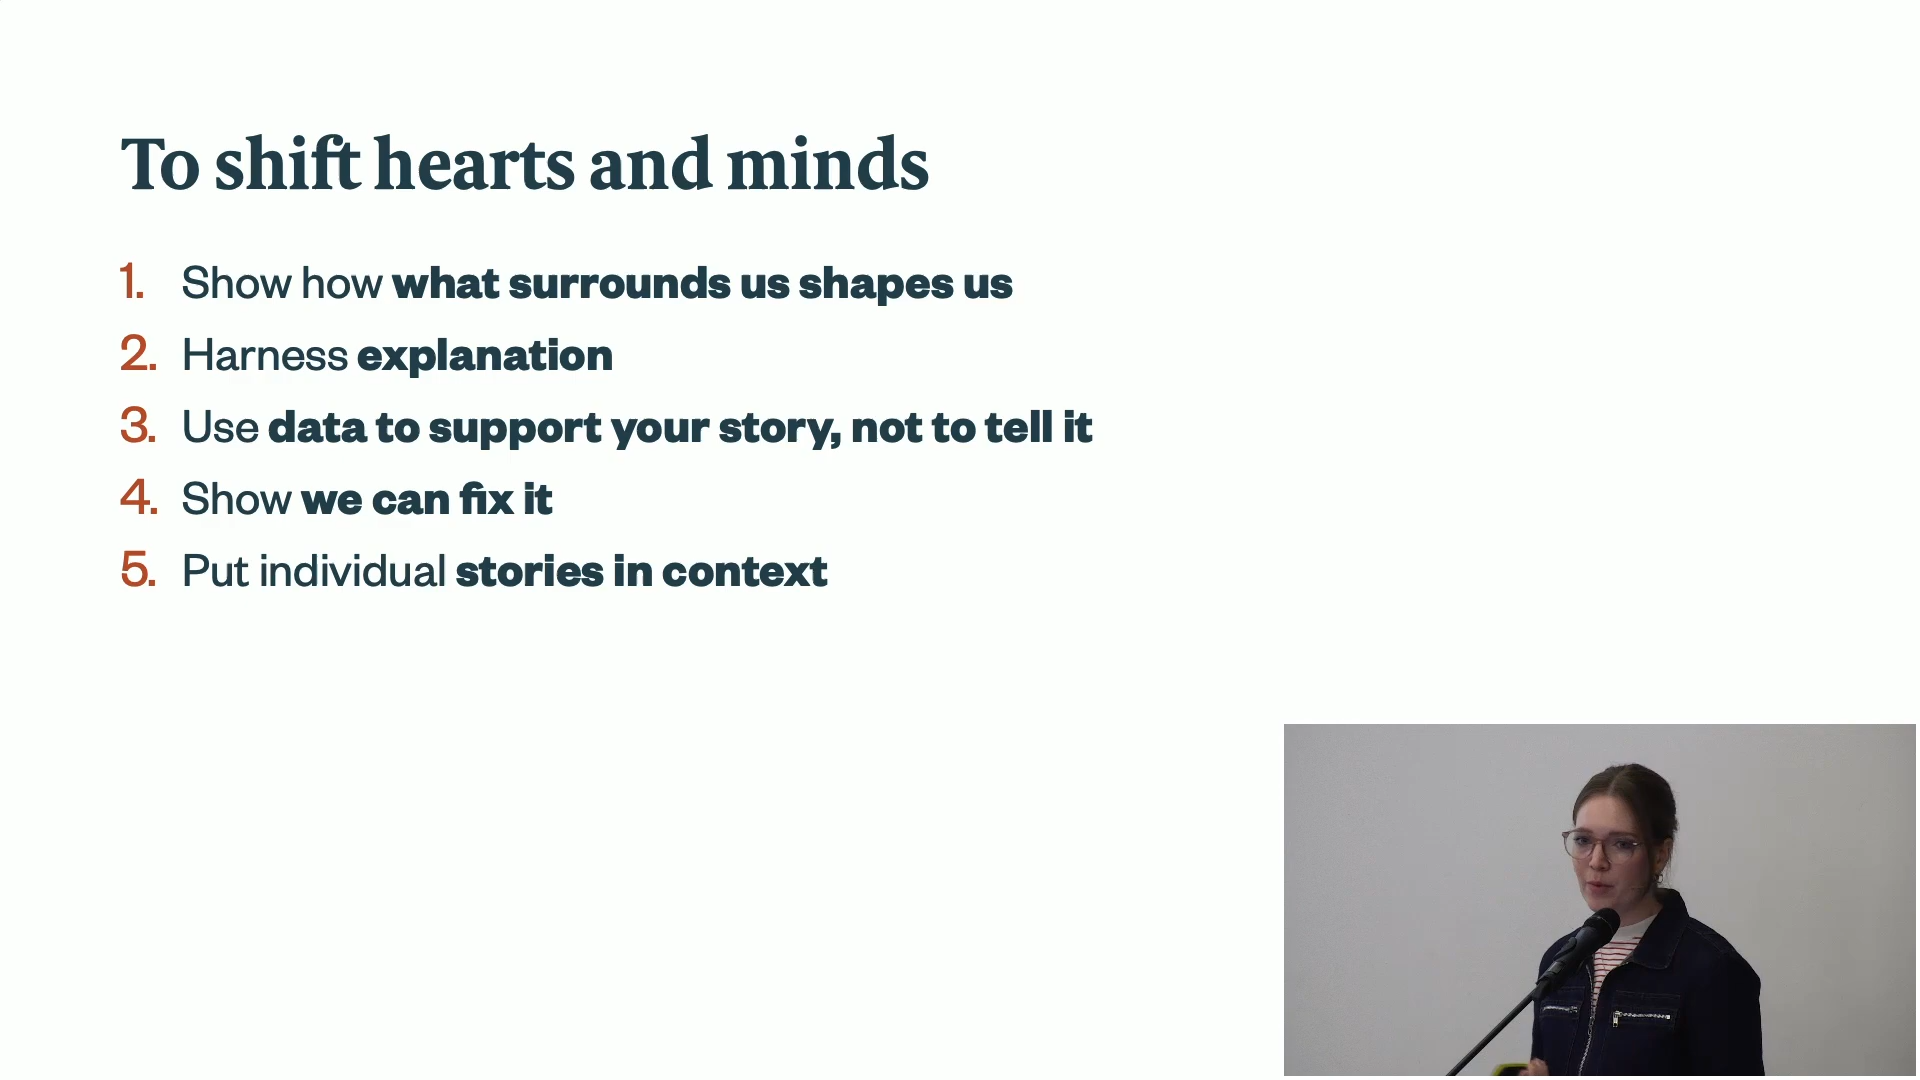 To shift hearts and minds
1. Show how what surrounds us shapes us
2. Harness explanation
3. Use data to support your story, not to tell it
4. Show we can fix it
5. Put individual stories in context